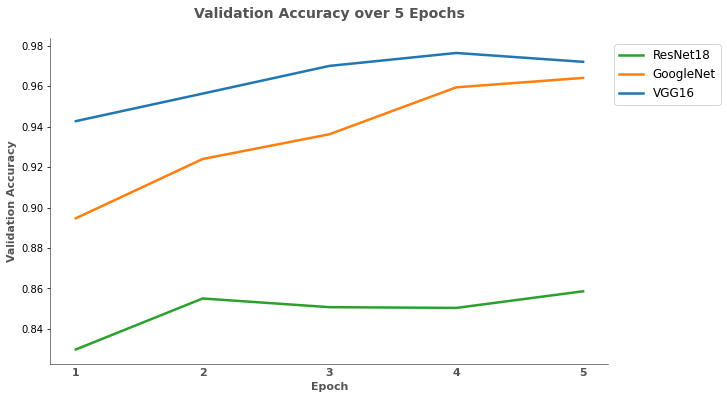 Validation Accuracy over 5 Epochs
0.98
0.96
0.94
0.92
0.90
0.88
0.86
0.84
Validation Accuracy
1 2 3 4 5
Epoch
ResNet18
GoogleNet
VGG16